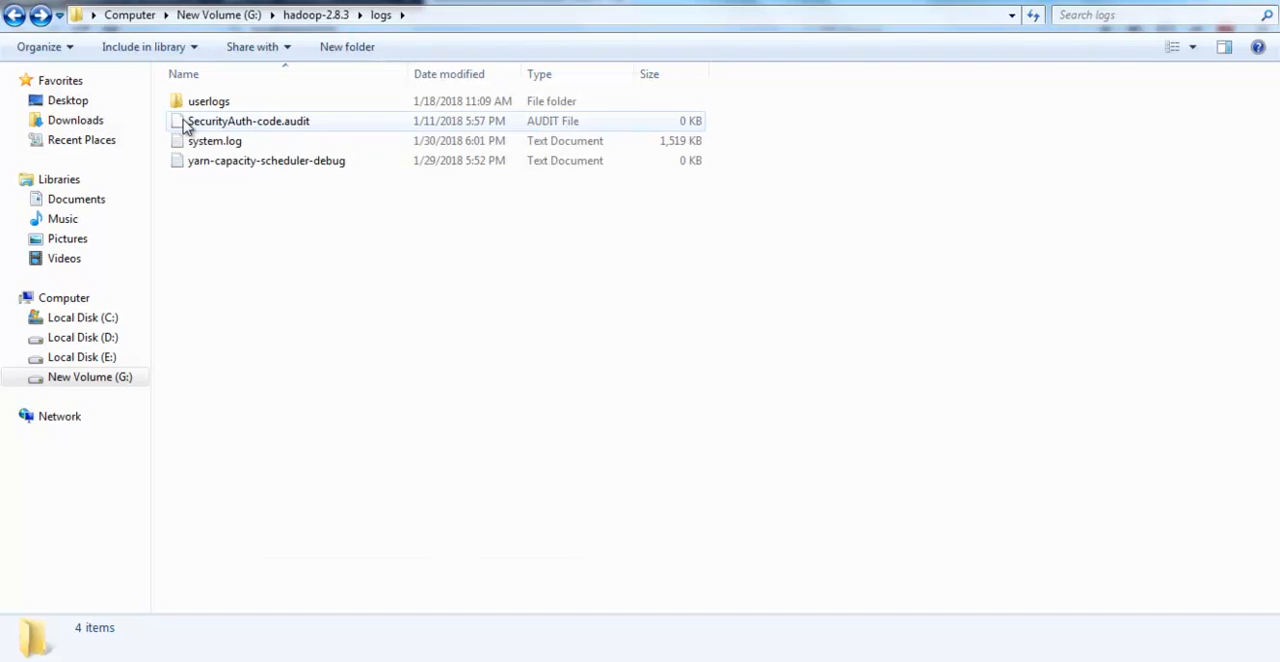 Computer New Volume (G:) hadoop-2.8.3 logs Search logs
Organize Include in library Share with New folder
Favorites
Desktop
Downloads
Recent Places
Libraries
Documents
Music
Pictures
Videos
Computer
Local Disk (C:)
Local Disk (D:)
Local Disk (E:)
New Volume (G:)
Network
Name Date modified Type Size
userlogs 1/18/2018 11:09 AM File folder
SecurityAuth-code.audit 1/11/2018 5:57 PM AUDIT File 0 KB
system.log 1/30/2018 6:01 PM Text Document 1,519 KB
yarn-capacity-scheduler-debug 1/29/2018 5:52 PM Text Document 0 KB
4 items